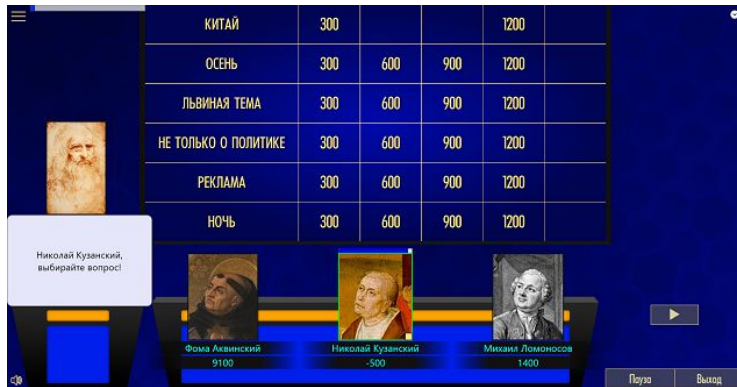 КИТАЙ 300 1200
ОСЕНЬ 300 600 900 1200
ЛЬВИНАЯ ТЕМА 300 600 900 1200
НЕ ТОЛЬКО О ПОЛИТИКЕ 300 600 900 1200
РЕКЛАМА 300 600 900 1200
НОЧЬ 300 600 900 1200
Николай Кузанский,
выбирайте вопрос!
Фома Аквинский Николай Кузанский Михаил Ломоносов
9100 -500 1400
Пауза Выход